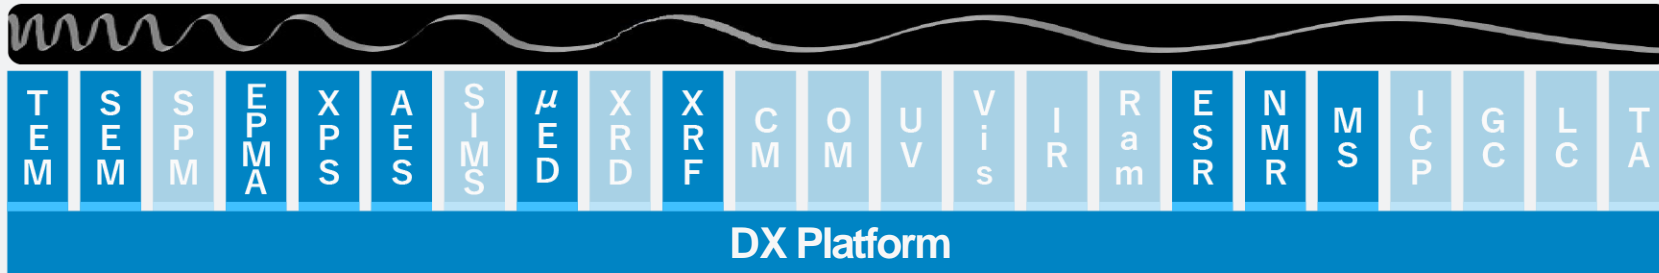 TEM
SEM
SPM
EPMA
XPS
AES
SIMS
μED
XRD
XRF
CM
OM
UV
Vis
IR
Ram
ESR
NMR
MS
ICP
GC
LC
TA
DX Platform